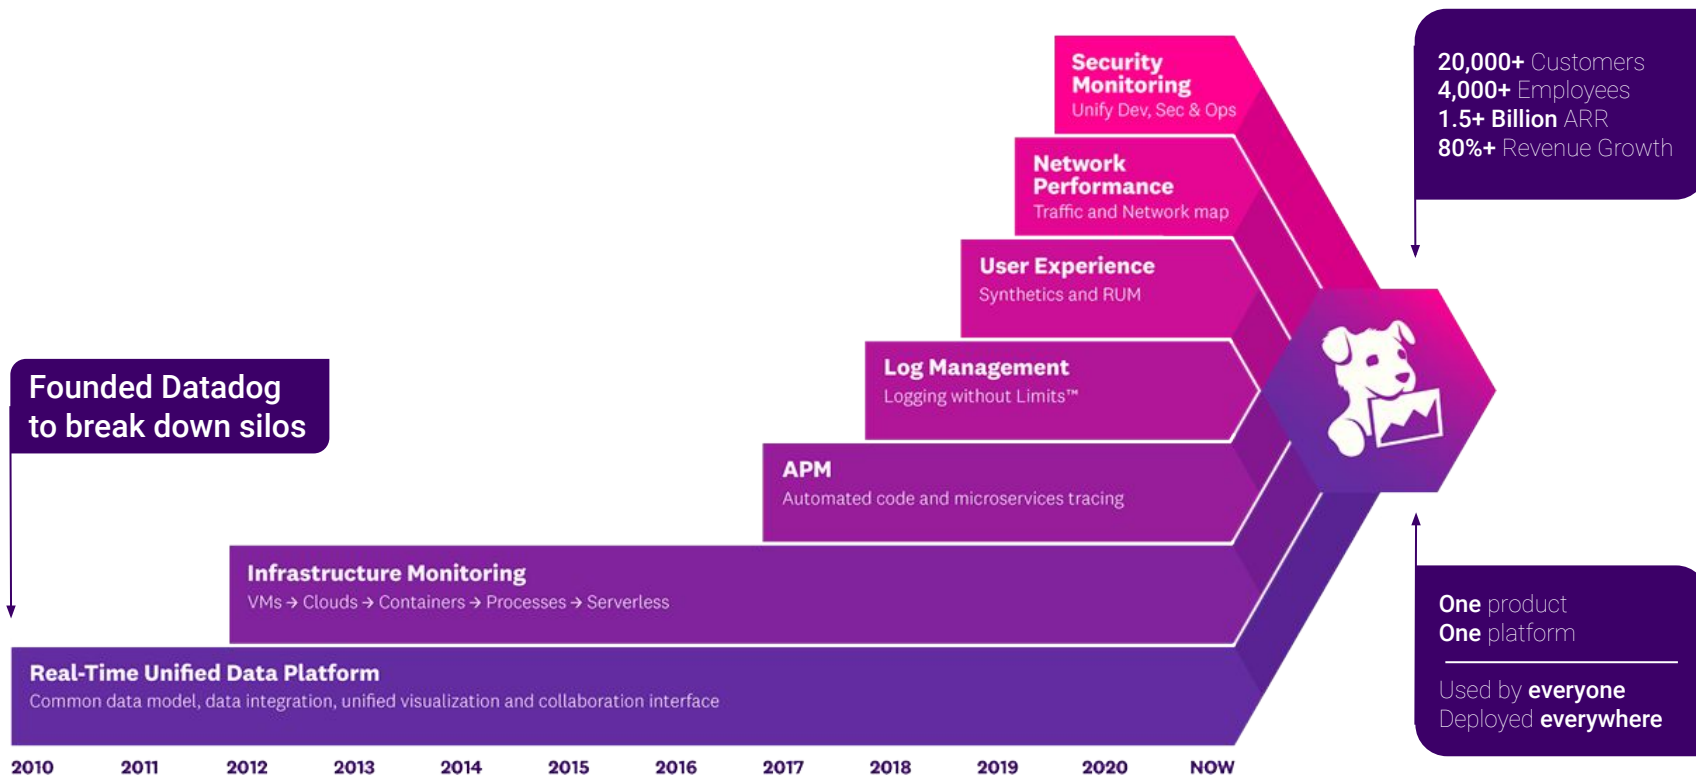 Security
Monitoring
Unify Dev, Sec & Ops
20,000+ Customers
4,000+ Employees
1.5+ Billion ARR
80%+ Revenue Growth
Network
Performance
Traffic and Network map
User Experience
Synthetics and RUM
Log Management
Logging without Limits™
Founded Datadog
to break down silos
APM
Automated code and microservices tracing
Infrastructure Monitoring
VMs → Clouds → Containers → Processes → Serverless
One product
One platform
Used by everyone
Deployed everywhere
Real-Time Unified Data Platform
Common data model, data integration, unified visualization and collaboration interface
2010 2011 2012 2013 2014 2015 2016 2017 2018 2019 2020 NOW